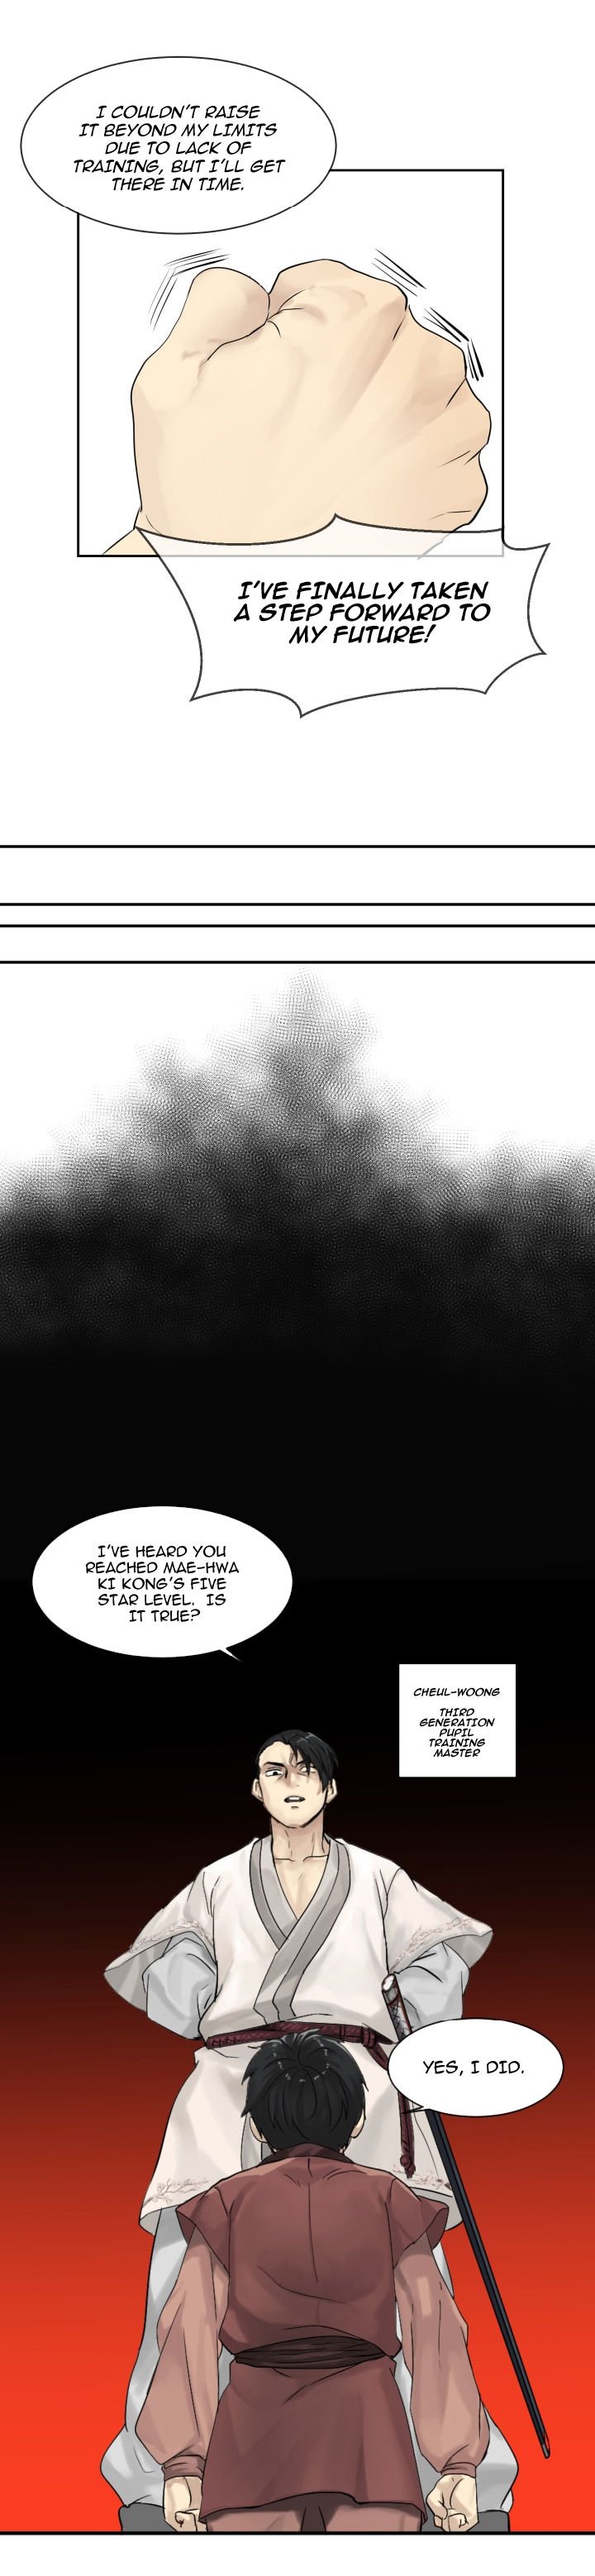 I COULDN'T RAISE
IT BEYOND MY LIMITS
DUE TO LACK OF
TRAINING, BUT I'LL GET
THERE IN TIME.
I'VE FINALLY TAKEN
A STEP FORWARD TO
MY FUTURE!
I'VE HEARD YOU
REACHED MAE-HWA
KI KONG'S FIVE
STAR LEVEL. IS
IT TRUE?
CHEUL-WOONG
THIRD
GENERATION
PUPIL
TRAINING
MASTER
YES, I DID.